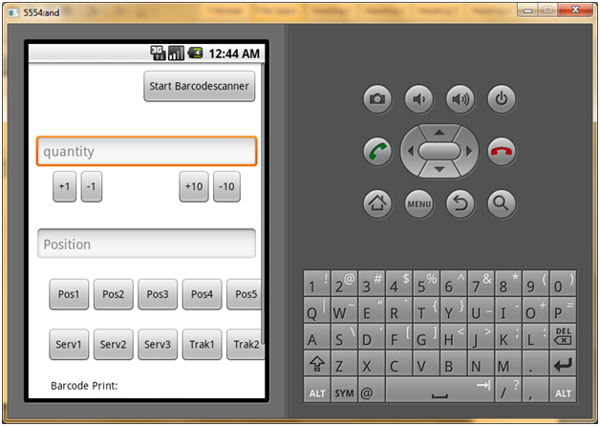 5554:and
3G
12:44 AM
Start Barcodescanner
quantity
+1 -1 +10 -10
Position
Pos1 Pos2 Pos3 Pos4 Pos5
Serv1 Serv2 Serv3 Trak1 Trak2
Barcode Print:
MENU
1 ! 2 @ 3 # 4 $ 5 % 6 ^ 7 & 8 * 9 ( 0 )
Q | W ~ E “ R ` T { Y } U _ I - O + P =
A S \ D ' F [ G ] H < J > K ; L : DEL
Z X C V B N M .
ALT SYM @ / ? , ALT